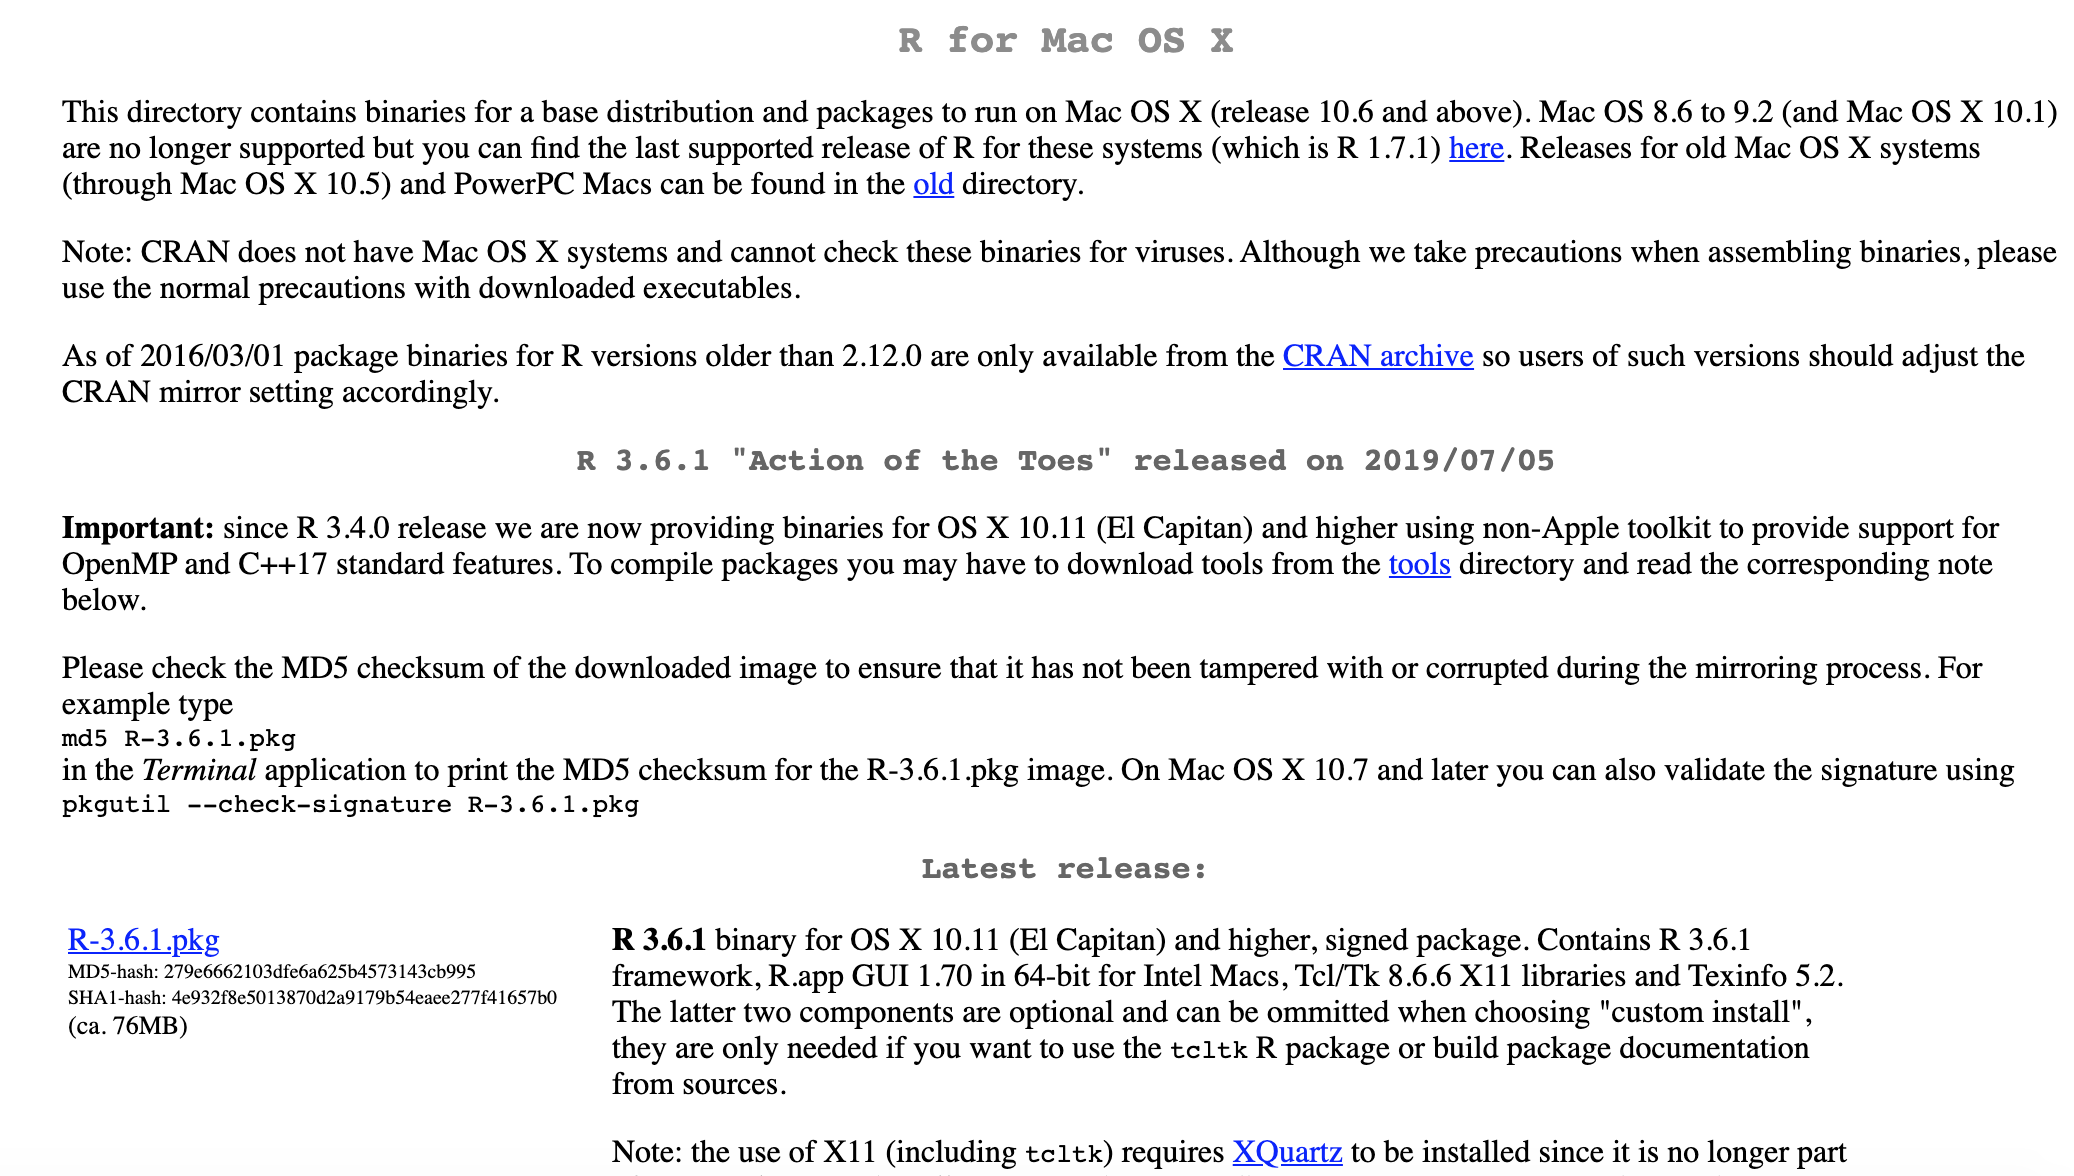 R for Mac OS X
This directory contains binaries for a base distribution and packages to run on Mac OS X (release 10.6 and above). Mac OS 8.6 to 9.2 (and Mac OS X 10.1)
are no longer supported but you can find the last supported release of R for these systems (which is R 1.7.1) here. Releases for old Mac OS X systems
(through Mac OS X 10.5) and PowerPC Macs can be found in the old directory.
Note: CRAN does not have Mac OS X systems and cannot check these binaries for viruses. Although we take precautions when assembling binaries, please
use the normal precautions with downloaded executables.
As of 2016/03/01 package binaries for R versions older than 2.12.0 are only available from the CRAN archive so users of such versions should adjust the
CRAN mirror setting accordingly.
R 3.6.1 "Action of the Toes" released on 2019/07/05
Important: since R 3.4.0 release we are now providing binaries for OS X 10.11 (El Capitan) and higher using non-Apple toolkit to provide support for
OpenMP and C++17 standard features. To compile packages you may have to download tools from the tools directory and read the corresponding note
below.
Please check the MD5 checksum of the downloaded image to ensure that it has not been tampered with or corrupted during the mirroring process. For
example type
md5 R-3.6.1.pkg
in the Terminal application to print the MD5 checksum for the R-3.6.1.pkg image. On Mac OS X 10.7 and later you can also validate the signature using
pkgutil --check-signature R-3.6.1.pkg
Latest release:
R-3.6.1.pkg
MD5-hash: 279e6662103dfe6a625b4573143cb995
SHA1-hash: 4e932f8e5013870d2a9179b54eaee277f41657b0
(ca. 76MB)
R 3.6.1 binary for OS X 10.11 (El Capitan) and higher, signed package. Contains R 3.6.1
framework, R.app GUI 1.70 in 64-bit for Intel Macs, Tcl/Tk 8.6.6 X11 libraries and Texinfo 5.2.
The latter two components are optional and can be ommitted when choosing "custom install",
they are only needed if you want to use the tcltk R package or build package documentation
from sources.
Note: the use of X11 (including tcltk) requires XQuartz to be installed since it is no longer part